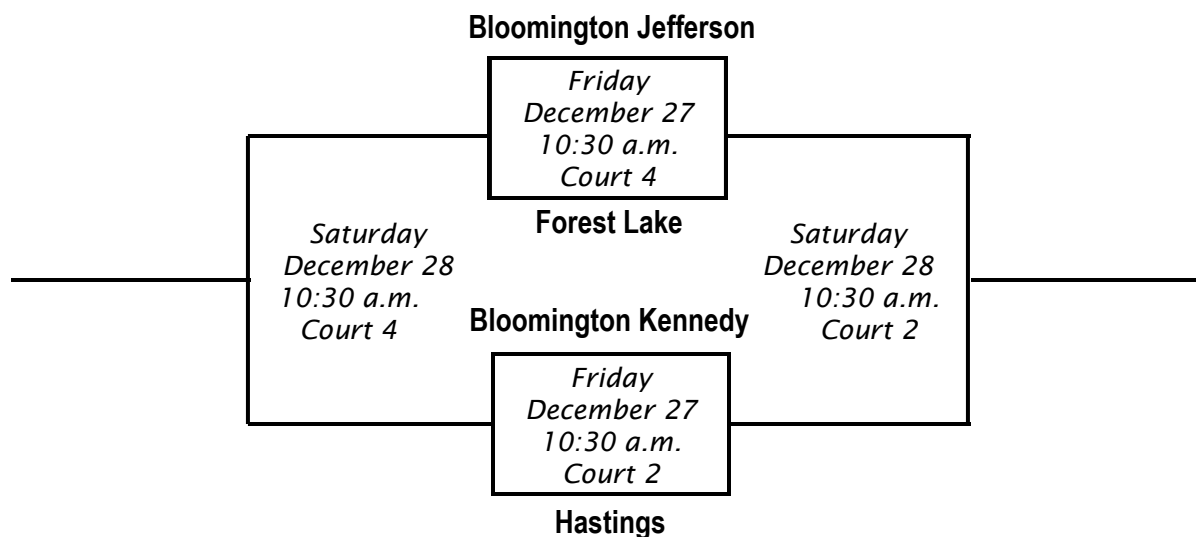 Bloomington Jefferson
Friday
December 27
10:30 a.m.
Court 4
Forest Lake
Saturday
December 28
10:30 a.m.
Court 4
Saturday
December 28
10:30 a.m.
Court 2
Bloomington Kennedy
Friday
December 27
10:30 a.m.
Court 2
Hastings